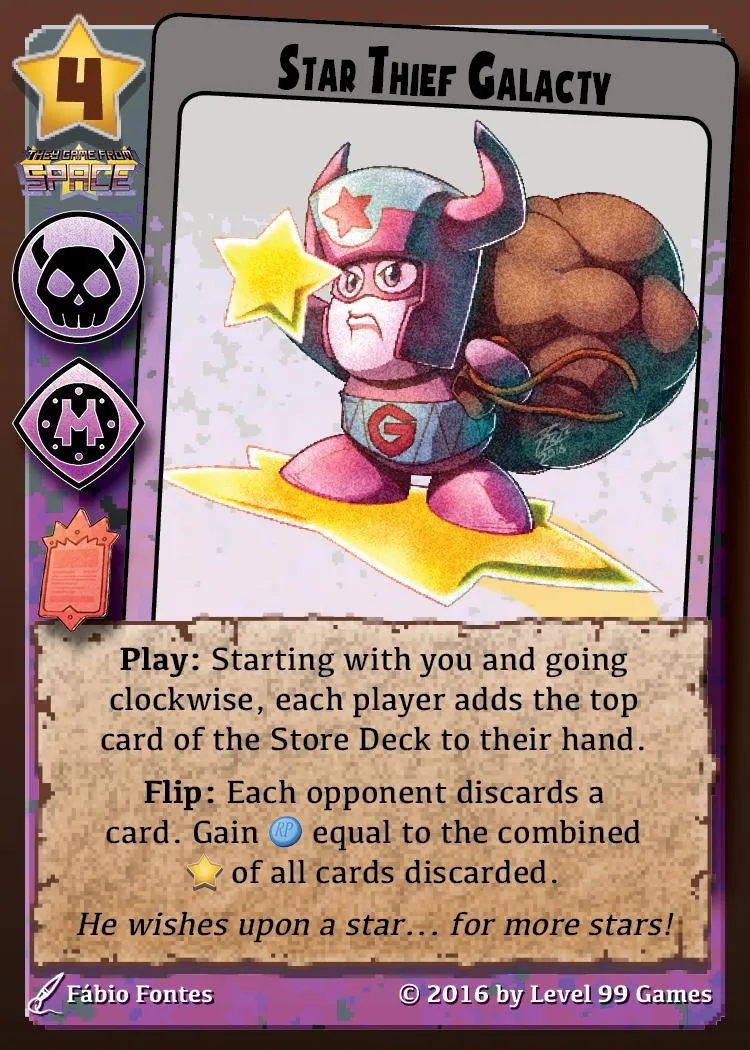 4
STAR THIEF GALACTY
THEY CAME FROM
SPACE
M
G
Play: Starting with you and going
clockwise, each player adds the top
card of the Store Deck to their hand.
Flip: Each opponent discards a
card. Gain RP equal to the combined
of all cards discarded.
He wishes upon a star... for more stars!
Fábio Fontes
© 2016 by Level 99 Games